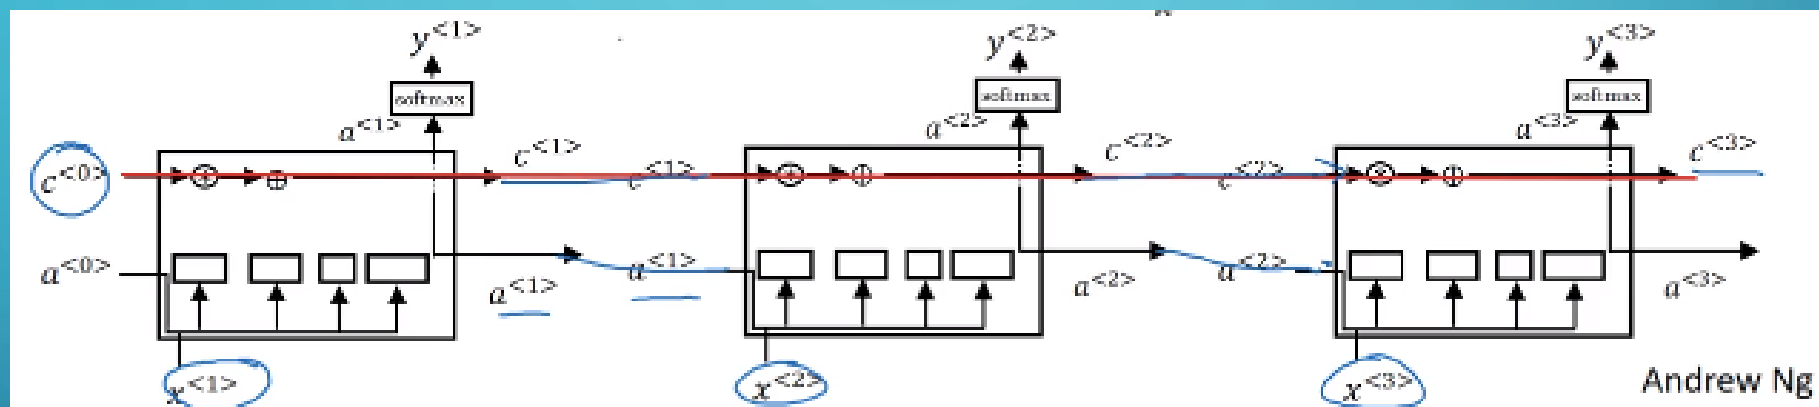 y<1> y<2> y<3>
softmax softmax softmax
a<1> a<2> a<3>
c<0> c<1> c<1> c<2> c<2> c<3>
a<0> a<1> a<1> a<2> a<2> a<3>
x<1> x<2> x<3>
Andrew Ng